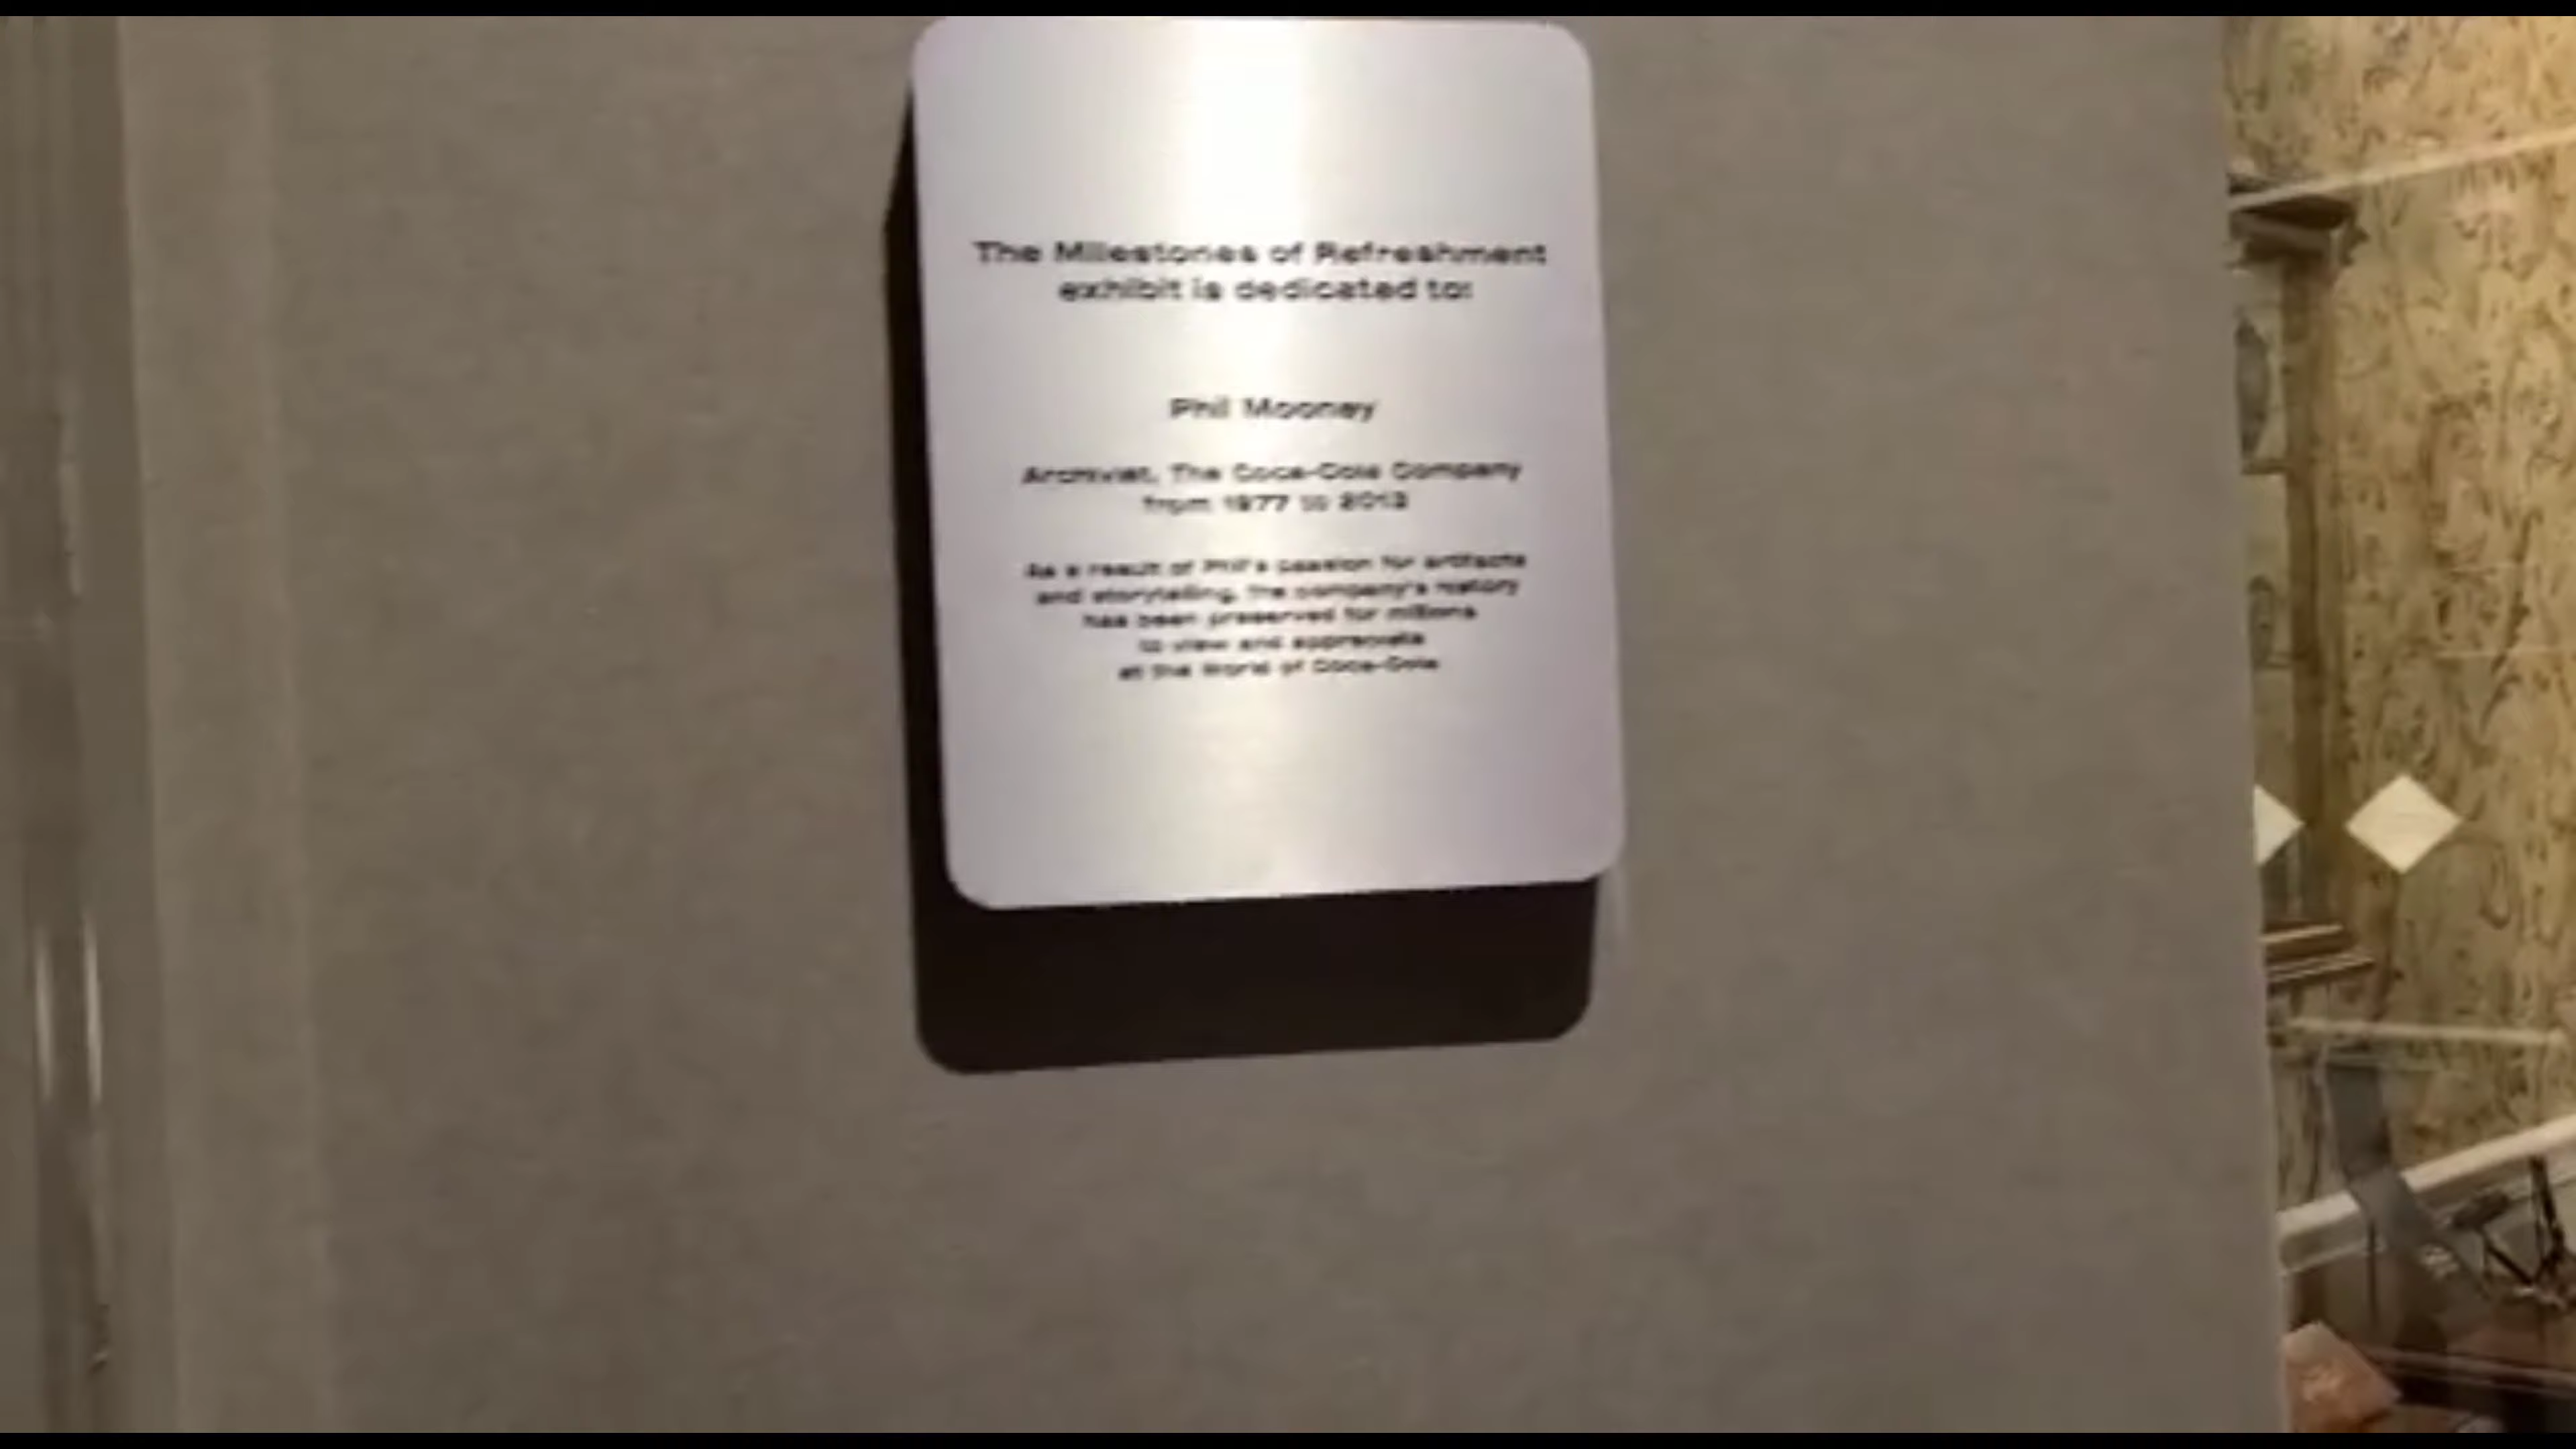 The Milestones of Refreshment
exhibit is dedicated to:
Phil Mooney
Archivist, The Coca-Cola Company
from 1977 to 2013
As a result of Phil's passion for artifacts
and storytelling, the company's history
has been preserved for millions
to view and appreciate
at the World of Coca-Cola